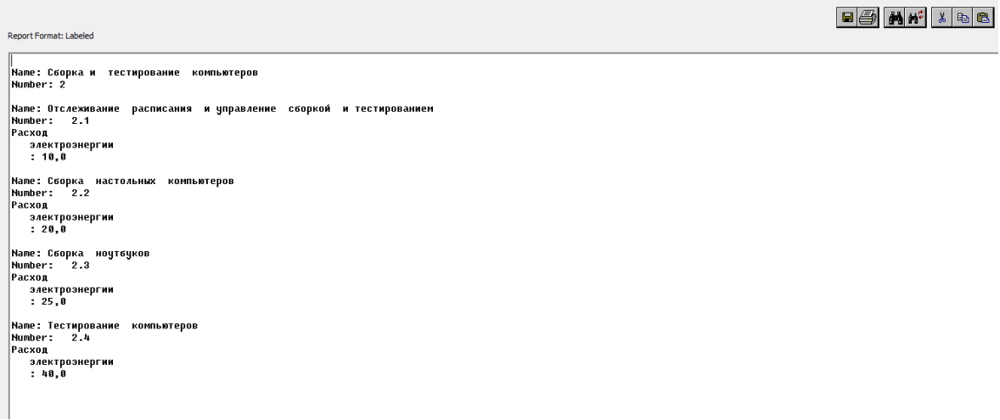 Report Format: Labeled
Name: Сборка и тестирование компьютеров
Number: 2
Name: Отслеживание расписания и управление сборкой и тестированием
Number: 2.1
Расход
электроэнергии
: 10,0
Name: Сборка настольных компьютеров
Number: 2.2
Расход
электроэнергии
: 20,0
Name: Сборка ноутбуков
Number: 2.3
Расход
электроэнергии
: 25,0
Name: Тестирование компьютеров
Number: 2.4
Расход
электроэнергии
: 40,0